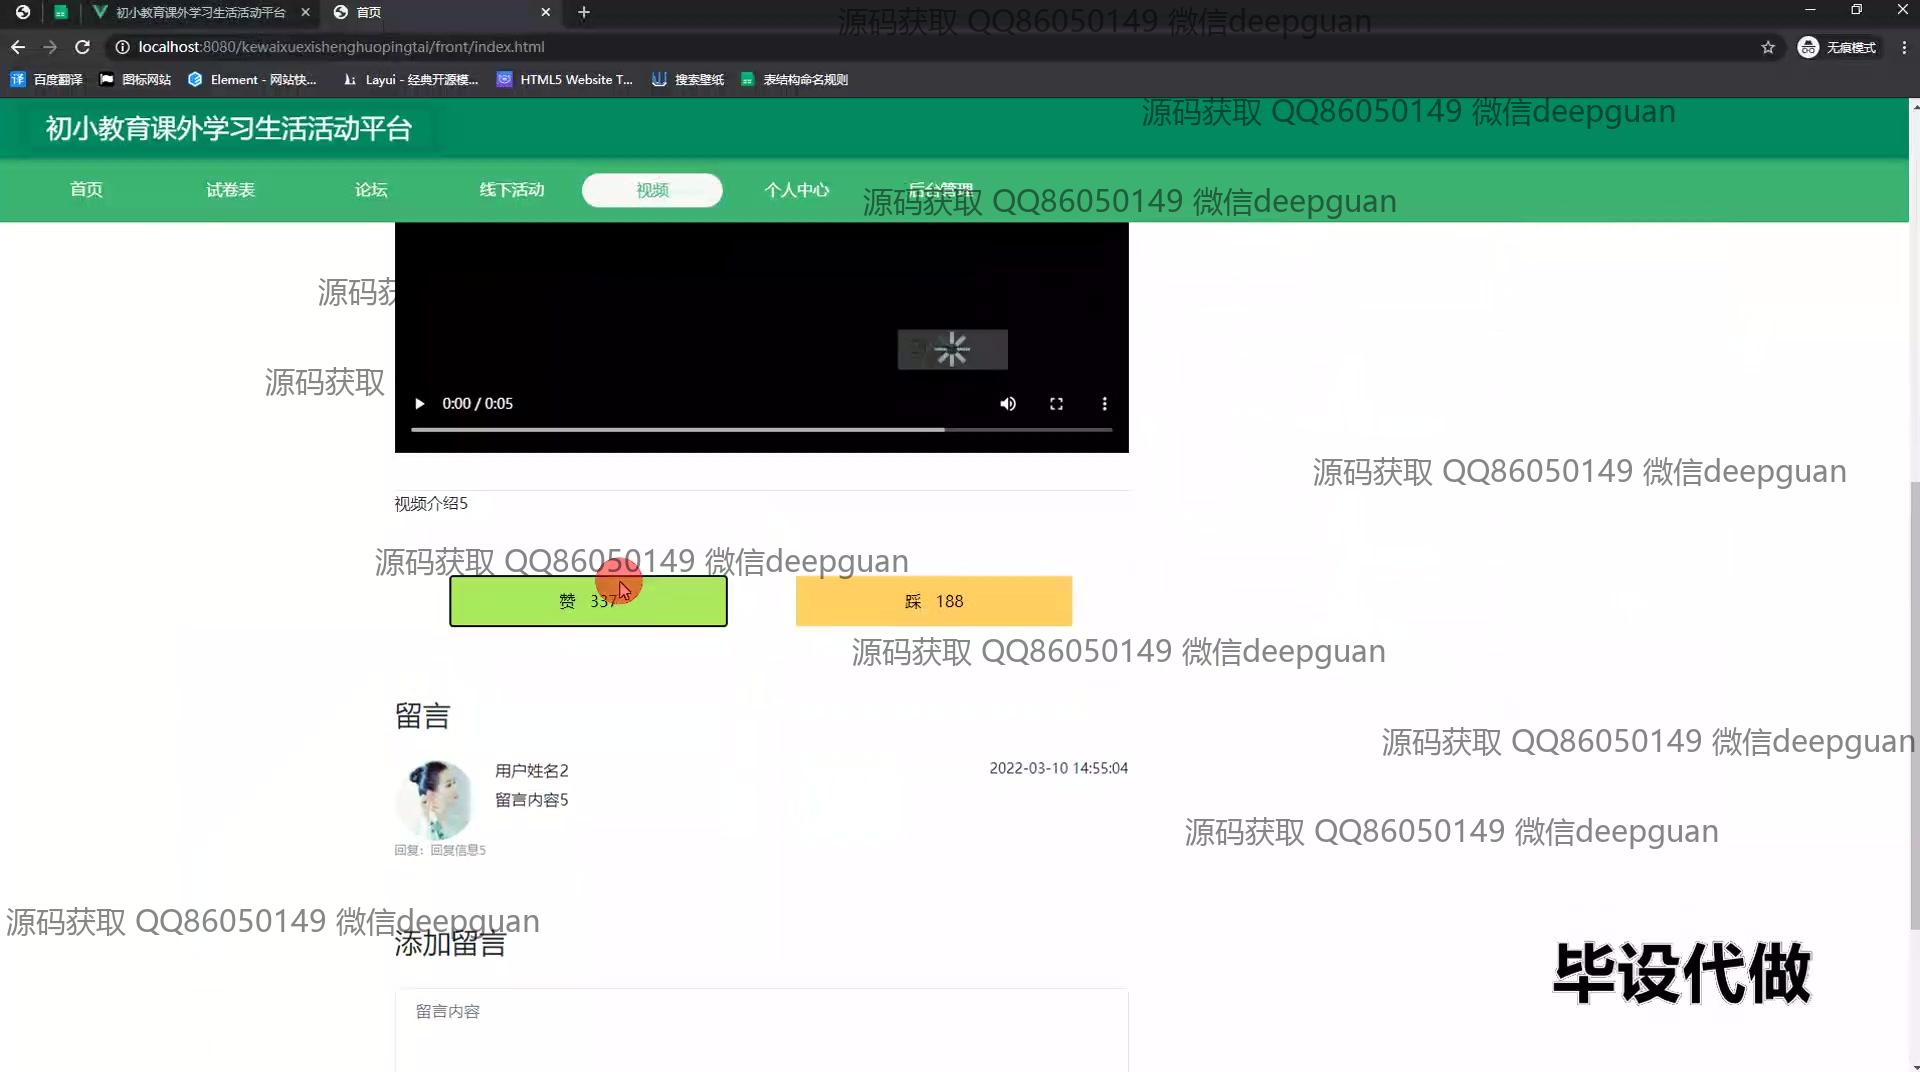 初小教育课外学习生活活动平台
首页
源码获取 QQ86050149 微信deepguan
localhost:8080/kewaixuexishenghuopingtai/front/index.html
无痕模式
百度翻译
图标网站
Element - 网站快...
Layui - 经典开源模...
HTML5 Website T...
搜索壁纸
表结构命名规则
初小教育课外学习生活活动平台
源码获取 QQ86050149 微信deepguan
首页
试卷表
论坛
线下活动
视频
个人中心
后台管理
源码获取 QQ86050149 微信deepguan
源码获
源码获取
0:00 / 0:05
源码获取 QQ86050149 微信deepguan
视频介绍5
源码获取 QQ86050149 微信deepguan
赞 337
踩 188
源码获取 QQ86050149 微信deepguan
留言
源码获取 QQ86050149 微信deepguan
用户姓名2
2022-03-10 14:55:04
留言内容5
源码获取 QQ86050149 微信deepguan
回复：回复信息5
源码获取 QQ86050149 微信deepguan
添加留言
毕设代做
留言内容